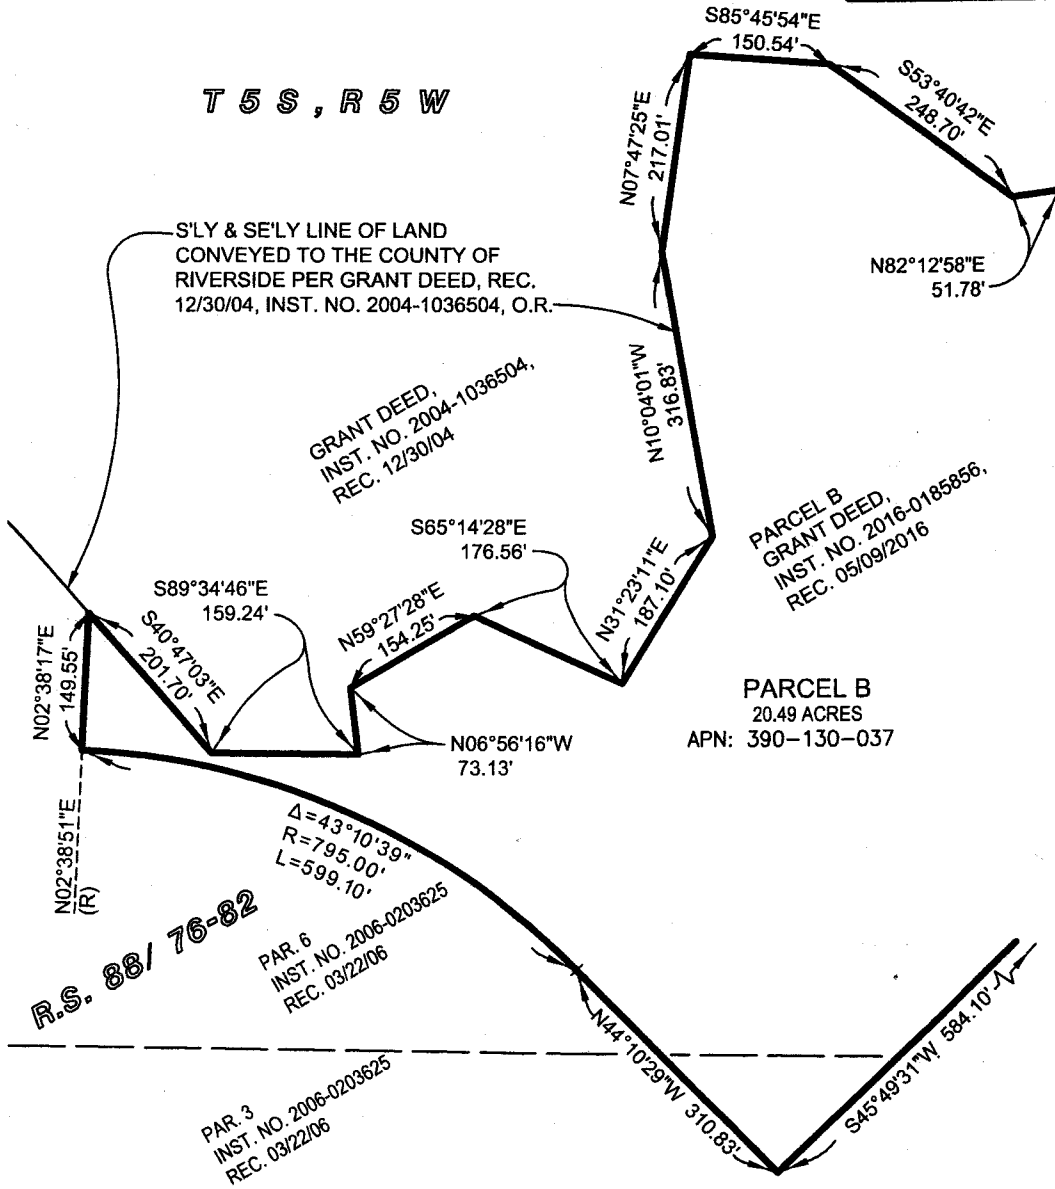 S85°45'54"E
150.54'
S53°40'42"E
248.70'
T 5 S , R 5 W
N07°47'25"E
217.01'
S'LY & SE'LY LINE OF LAND
CONVEYED TO THE COUNTY OF
RIVERSIDE PER GRANT DEED, REC.
12/30/04, INST. NO. 2004-1036504, O.R.
N82°12'58"E
51.78'
N10°04'01"W
316.83'
GRANT DEED,
INST. NO. 2004-1036504,
REC. 12/30/04
PARCEL B
GRANT DEED,
INST. NO. 2016-0185856,
REC. 05/09/2016
S65°14'28"E
176.56'
S89°34'46"E
159.24'
N59°27'28"E
154.25'
N31°23'11"E
187.10'
N02°38'17"E
149.55'
S40°47'03"E
201.70'
PARCEL B
20.49 ACRES
APN: 390-130-037
N06°56'16"W
73.13'
N02°38'51"E
(R)
Δ=43°10'39"
R=795.00'
L=599.10'
R.S. 88/ 76-82
PAR. 6
INST. NO. 2006-0203625
REC. 03/22/06
N44°10'29"W 310.83'
S45°49'31"W 584.10'
PAR. 3
INST. NO. 2006-0203625
REC. 03/22/06